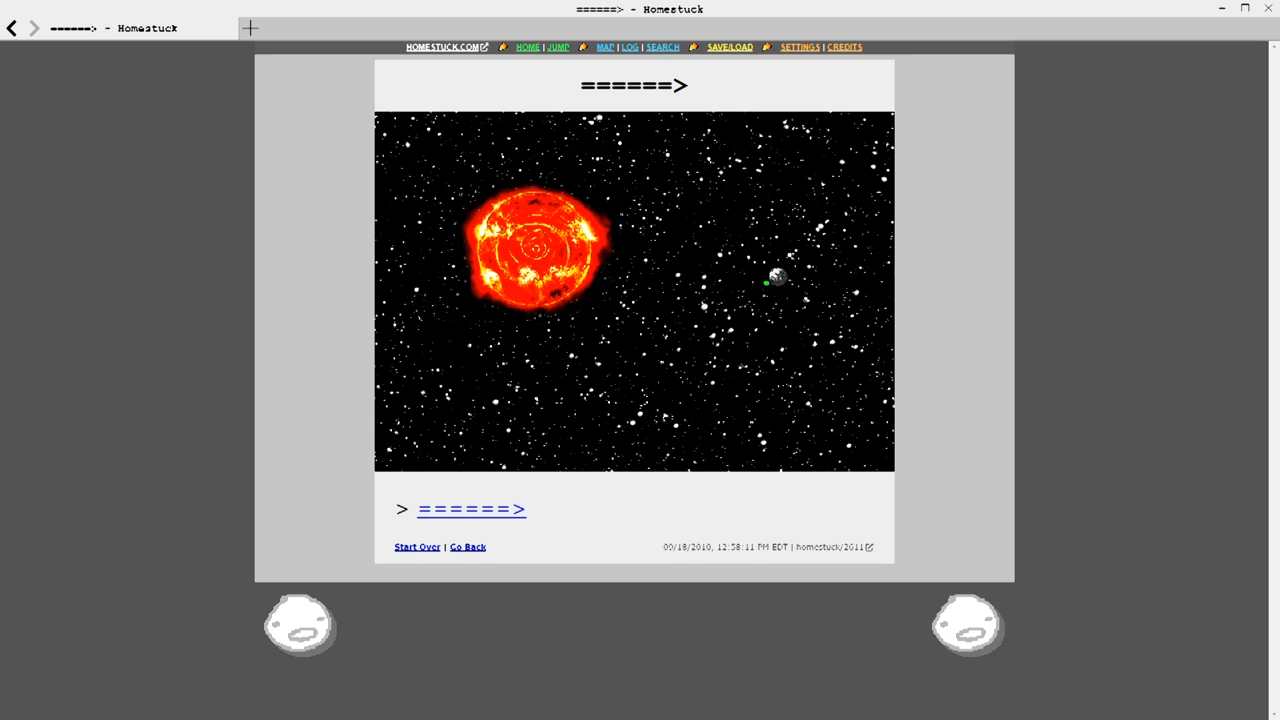 ======> - Homestuck
======> - Homestuck
HOMESTUCK.COM HOME | JUMP MAP | LOG | SEARCH SAVE/LOAD SETTINGS | CREDITS
======>
> ======>
Start Over | Go Back 09/18/2010, 12:58:11 PM EDT | homestuck/2611